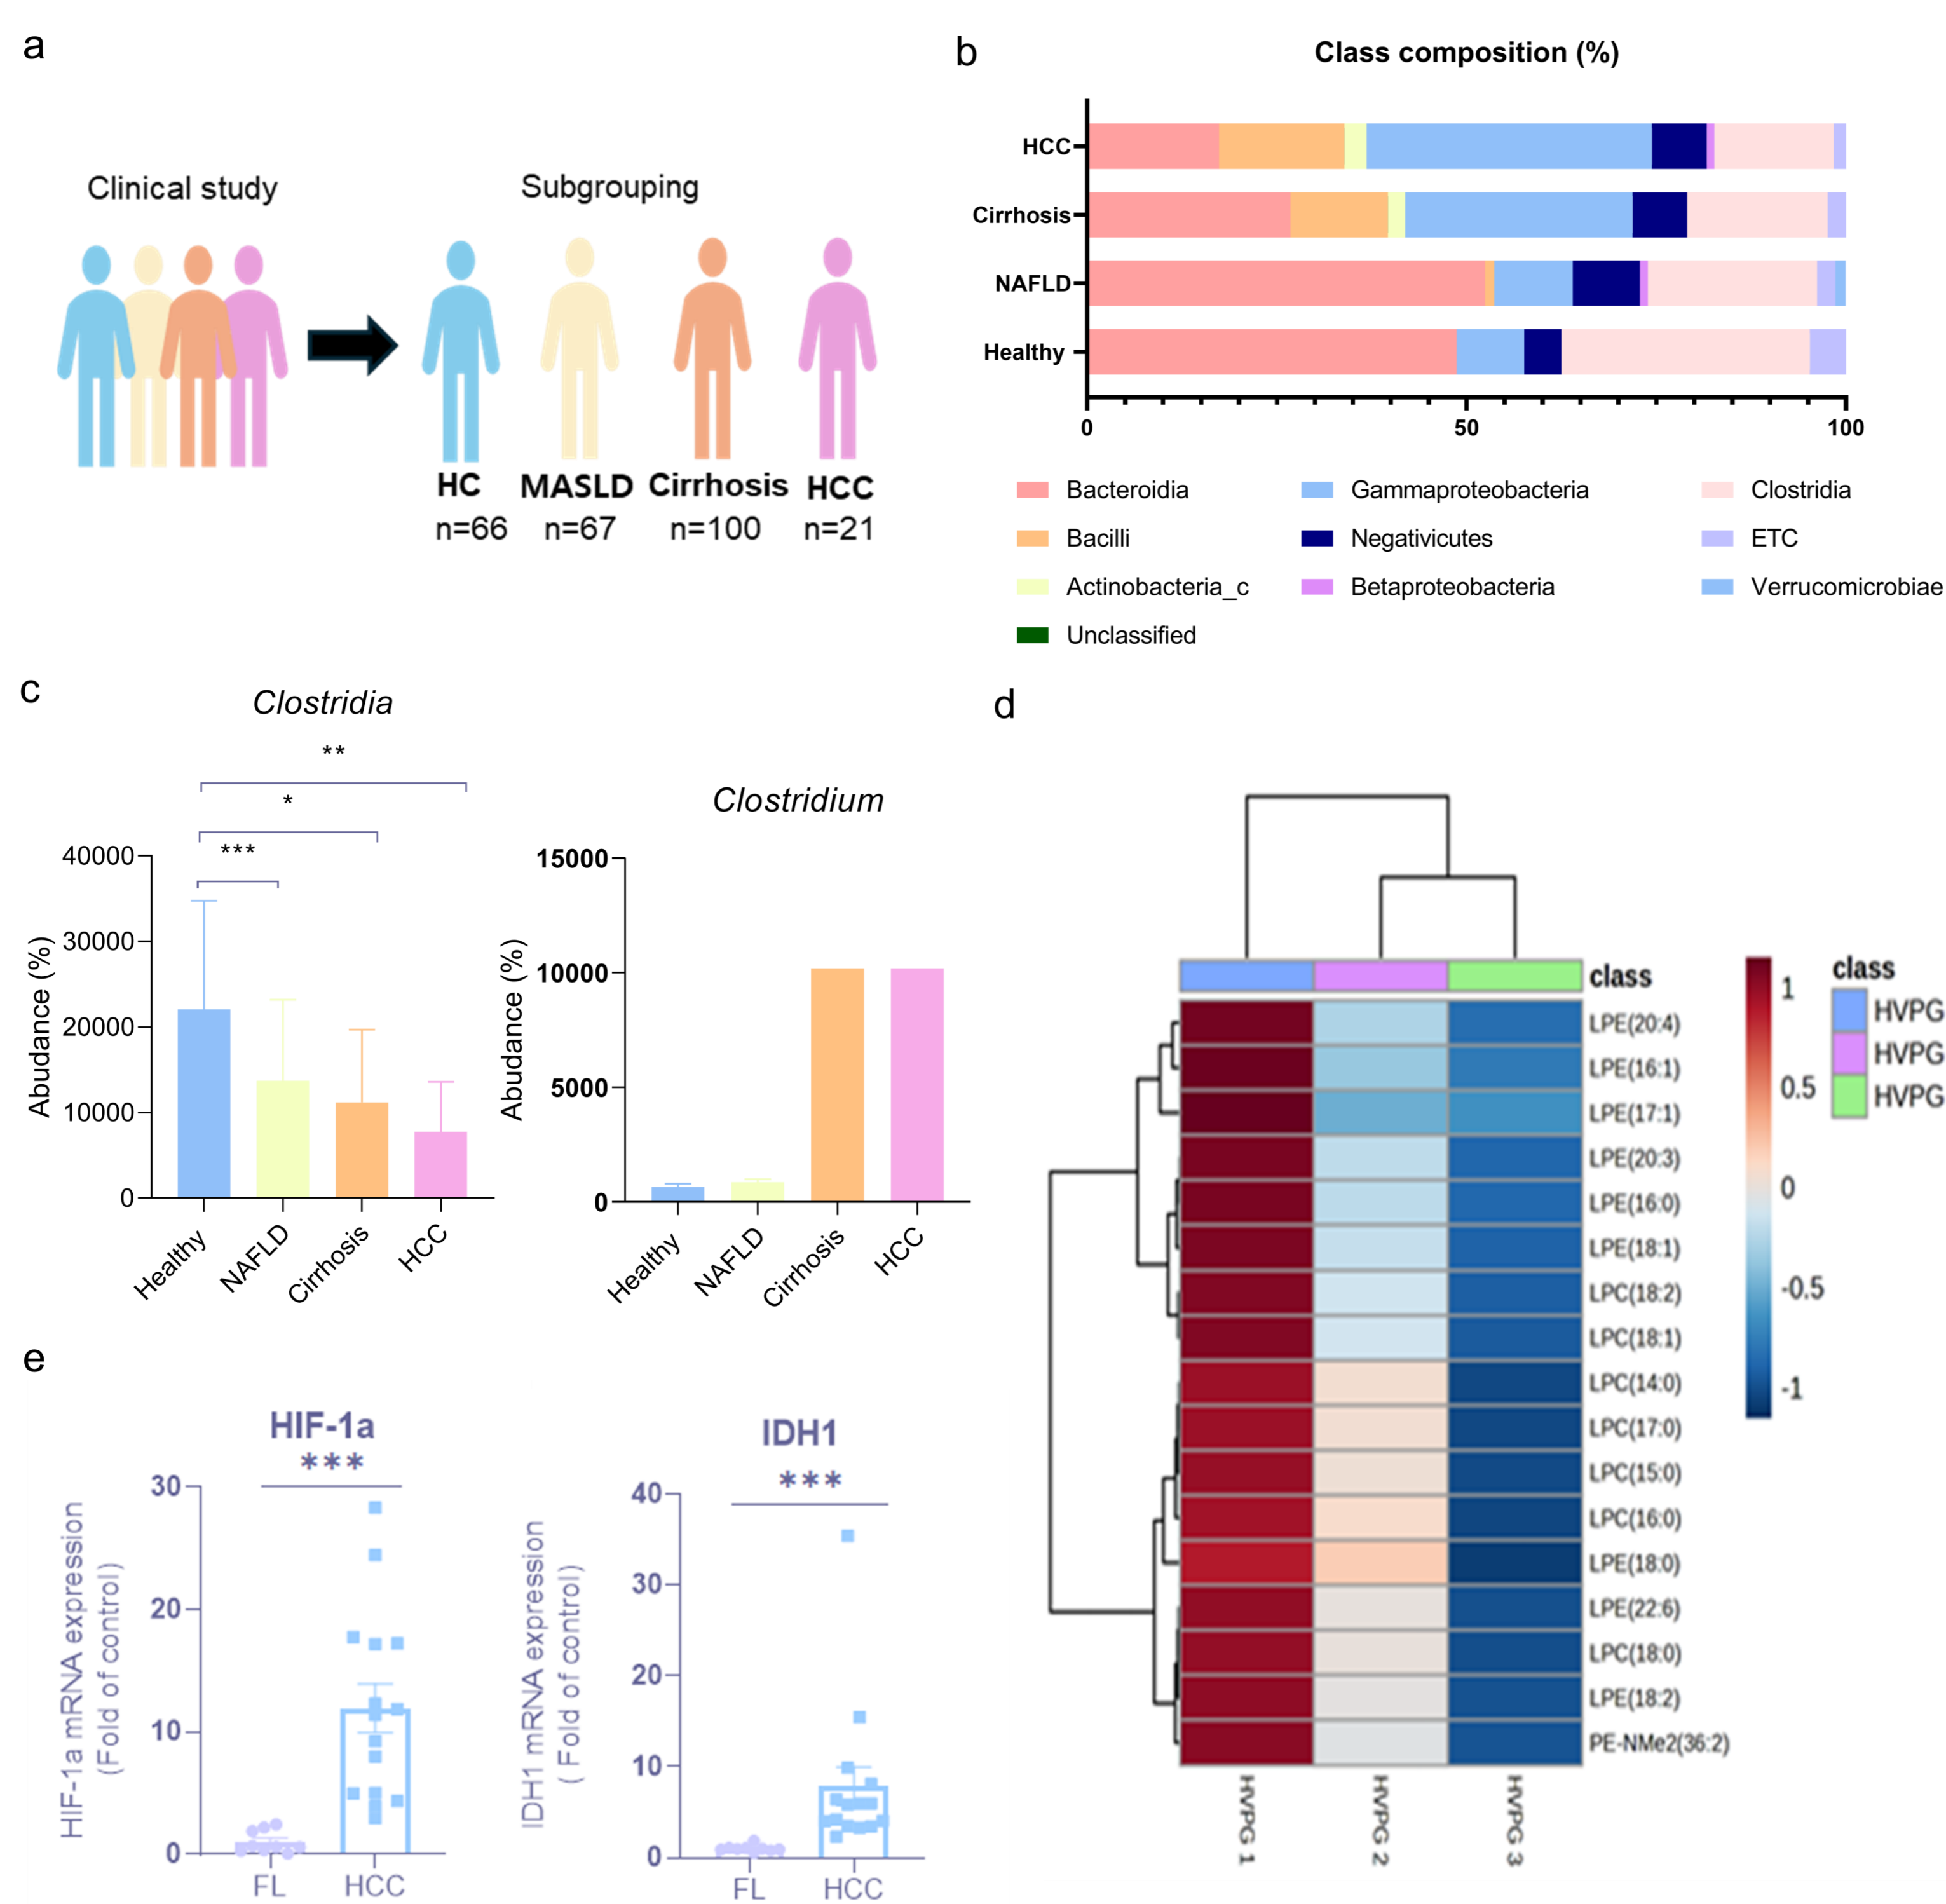 a
Clinical study
Subgrouping
HC
MASLD
Cirrhosis
HCC
n=66
n=67
n=100
n=21
b
Class composition (%)
HCC
Cirrhosis
NAFLD
Healthy
0
50
100
Bacteroidia
Gammaproteobacteria
Clostridia
Bacilli
Negativicutes
ETC
Actinobacteria_c
Betaproteobacteria
Verrucomicrobiae
Unclassified
c
Clostridia
**
*
***
Abudance (%)
40000
30000
20000
10000
0
Healthy
NAFLD
Cirrhosis
HCC
Clostridium
Abudance (%)
15000
10000
5000
0
Healthy
NAFLD
Cirrhosis
HCC
d
class
LPE(20:4)
LPE(16:1)
LPE(17:1)
LPE(20:3)
LPE(16:0)
LPE(18:1)
LPC(18:2)
LPC(18:1)
LPC(14:0)
LPC(17:0)
LPC(15:0)
LPC(16:0)
LPE(18:0)
LPE(22:6)
LPC(18:0)
LPE(18:2)
PE-NMe2(36:2)
HVPG 1
HVPG 2
HVPG 3
1
0.5
0
-0.5
-1
class
HVPG
HVPG
HVPG
e
HIF-1a
***
HIF-1a mRNA expression
(Fold of control)
30
20
10
0
FL
HCC
IDH1
***
IDH1 mRNA expression
( Fold of control)
40
30
20
10
0
FL
HCC